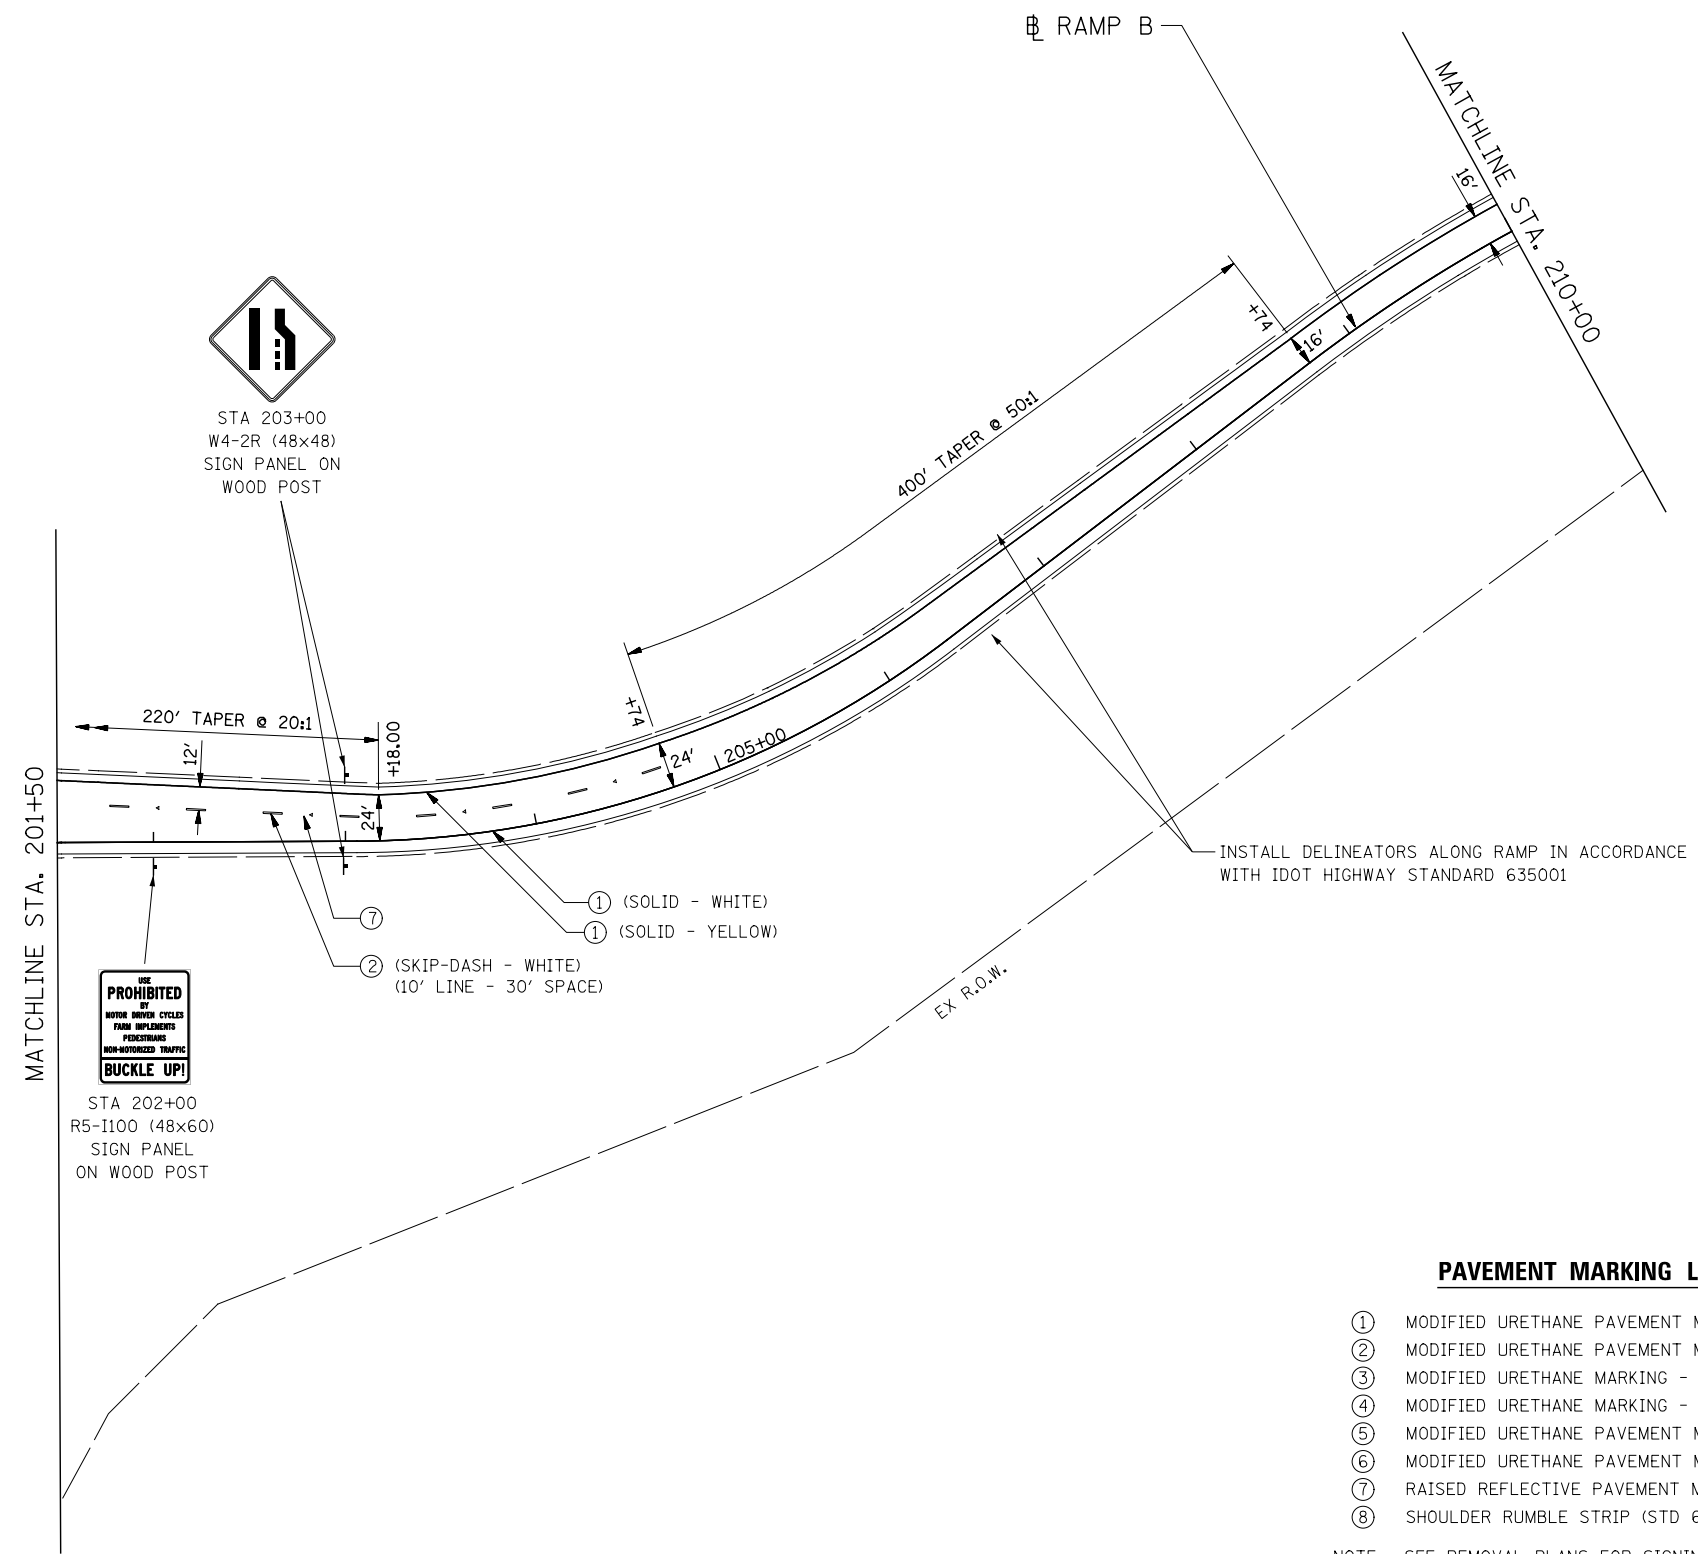 ℄ RAMP B
MATCHLINE STA. 210+00
16'
+74
16'
400' TAPER @ 50:1
STA 203+00
W4-2R (48x48)
SIGN PANEL ON
WOOD POST
220' TAPER @ 20:1
12'
+18.00
24'
+74
24'
205+00
MATCHLINE STA. 201+50
INSTALL DELINEATORS ALONG RAMP IN ACCORDANCE
WITH IDOT HIGHWAY STANDARD 635001
1 (SOLID - WHITE)
1 (SOLID - YELLOW)
7
2 (SKIP-DASH - WHITE)
(10' LINE - 30' SPACE)
EX R.O.W.
USE
PROHIBITED
BY
MOTOR DRIVEN CYCLES
FARM IMPLEMENTS
PEDESTRIANS
NON-MOTORIZED TRAFFIC
BUCKLE UP!
STA 202+00
R5-I100 (48x60)
SIGN PANEL
ON WOOD POST
PAVEMENT MARKING L
1 MODIFIED URETHANE PAVEMENT
2 MODIFIED URETHANE PAVEMENT
3 MODIFIED URETHANE MARKING -
4 MODIFIED URETHANE MARKING -
5 MODIFIED URETHANE PAVEMENT
6 MODIFIED URETHANE PAVEMENT
7 RAISED REFLECTIVE PAVEMENT
8 SHOULDER RUMBLE STRIP (STD 6